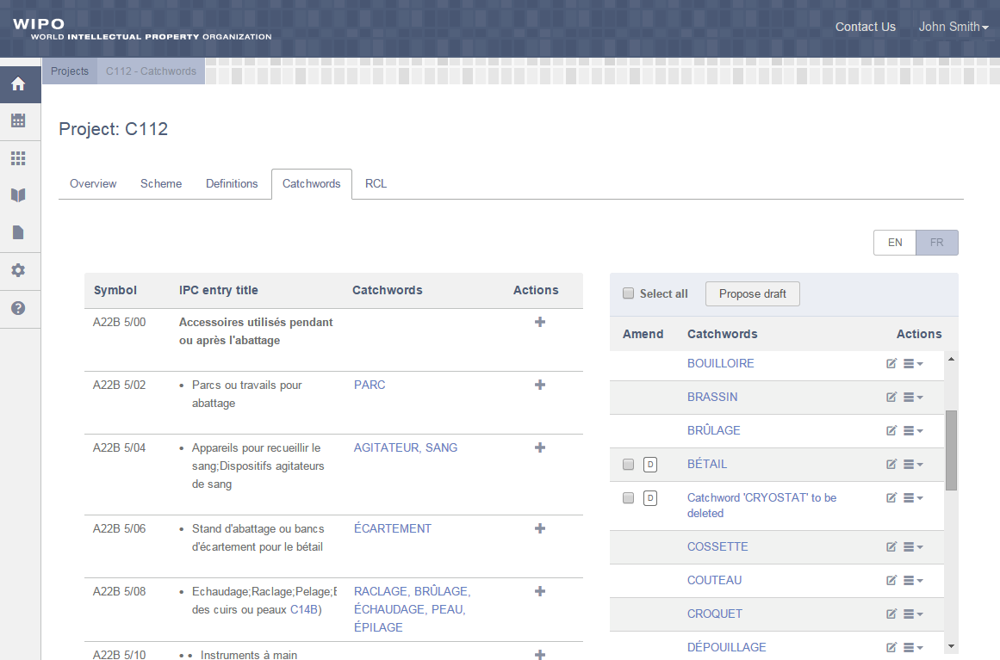 WIPO
WORLD INTELLECTUAL PROPERTY ORGANIZATION
Contact Us John Smith
Projects C112 - Catchwords
Project: C112
Overview Scheme Definitions Catchwords RCL
EN FR
Symbol IPC entry title Catchwords Actions
A22B 5/00 Accessoires utilisés pendant
ou après l'abattage
A22B 5/02 • Parcs ou travails pour PARC
abattage
A22B 5/04 • Appareils pour recueillir le AGITATEUR, SANG
sang;Dispositifs agitateurs
de sang
A22B 5/06 • Stand d'abattage ou bancs ÉCARTEMENT
d'écartement pour le bétail
A22B 5/08 • Echaudage;Raclage;Pelage;E RACLAGE, BRÛLAGE,
des cuirs ou peaux C14B) ÉCHAUDAGE, PEAU,
ÉPILAGE
A22B 5/10 • • Instruments à main
Select all Propose draft
Amend Catchwords Actions
BOUILLOIRE
BRASSIN
BRÛLAGE
D BÉTAIL
D Catchword 'CRYOSTAT' to be
deleted
COSSETTE
COUTEAU
CROQUET
DÉPOUILLAGE